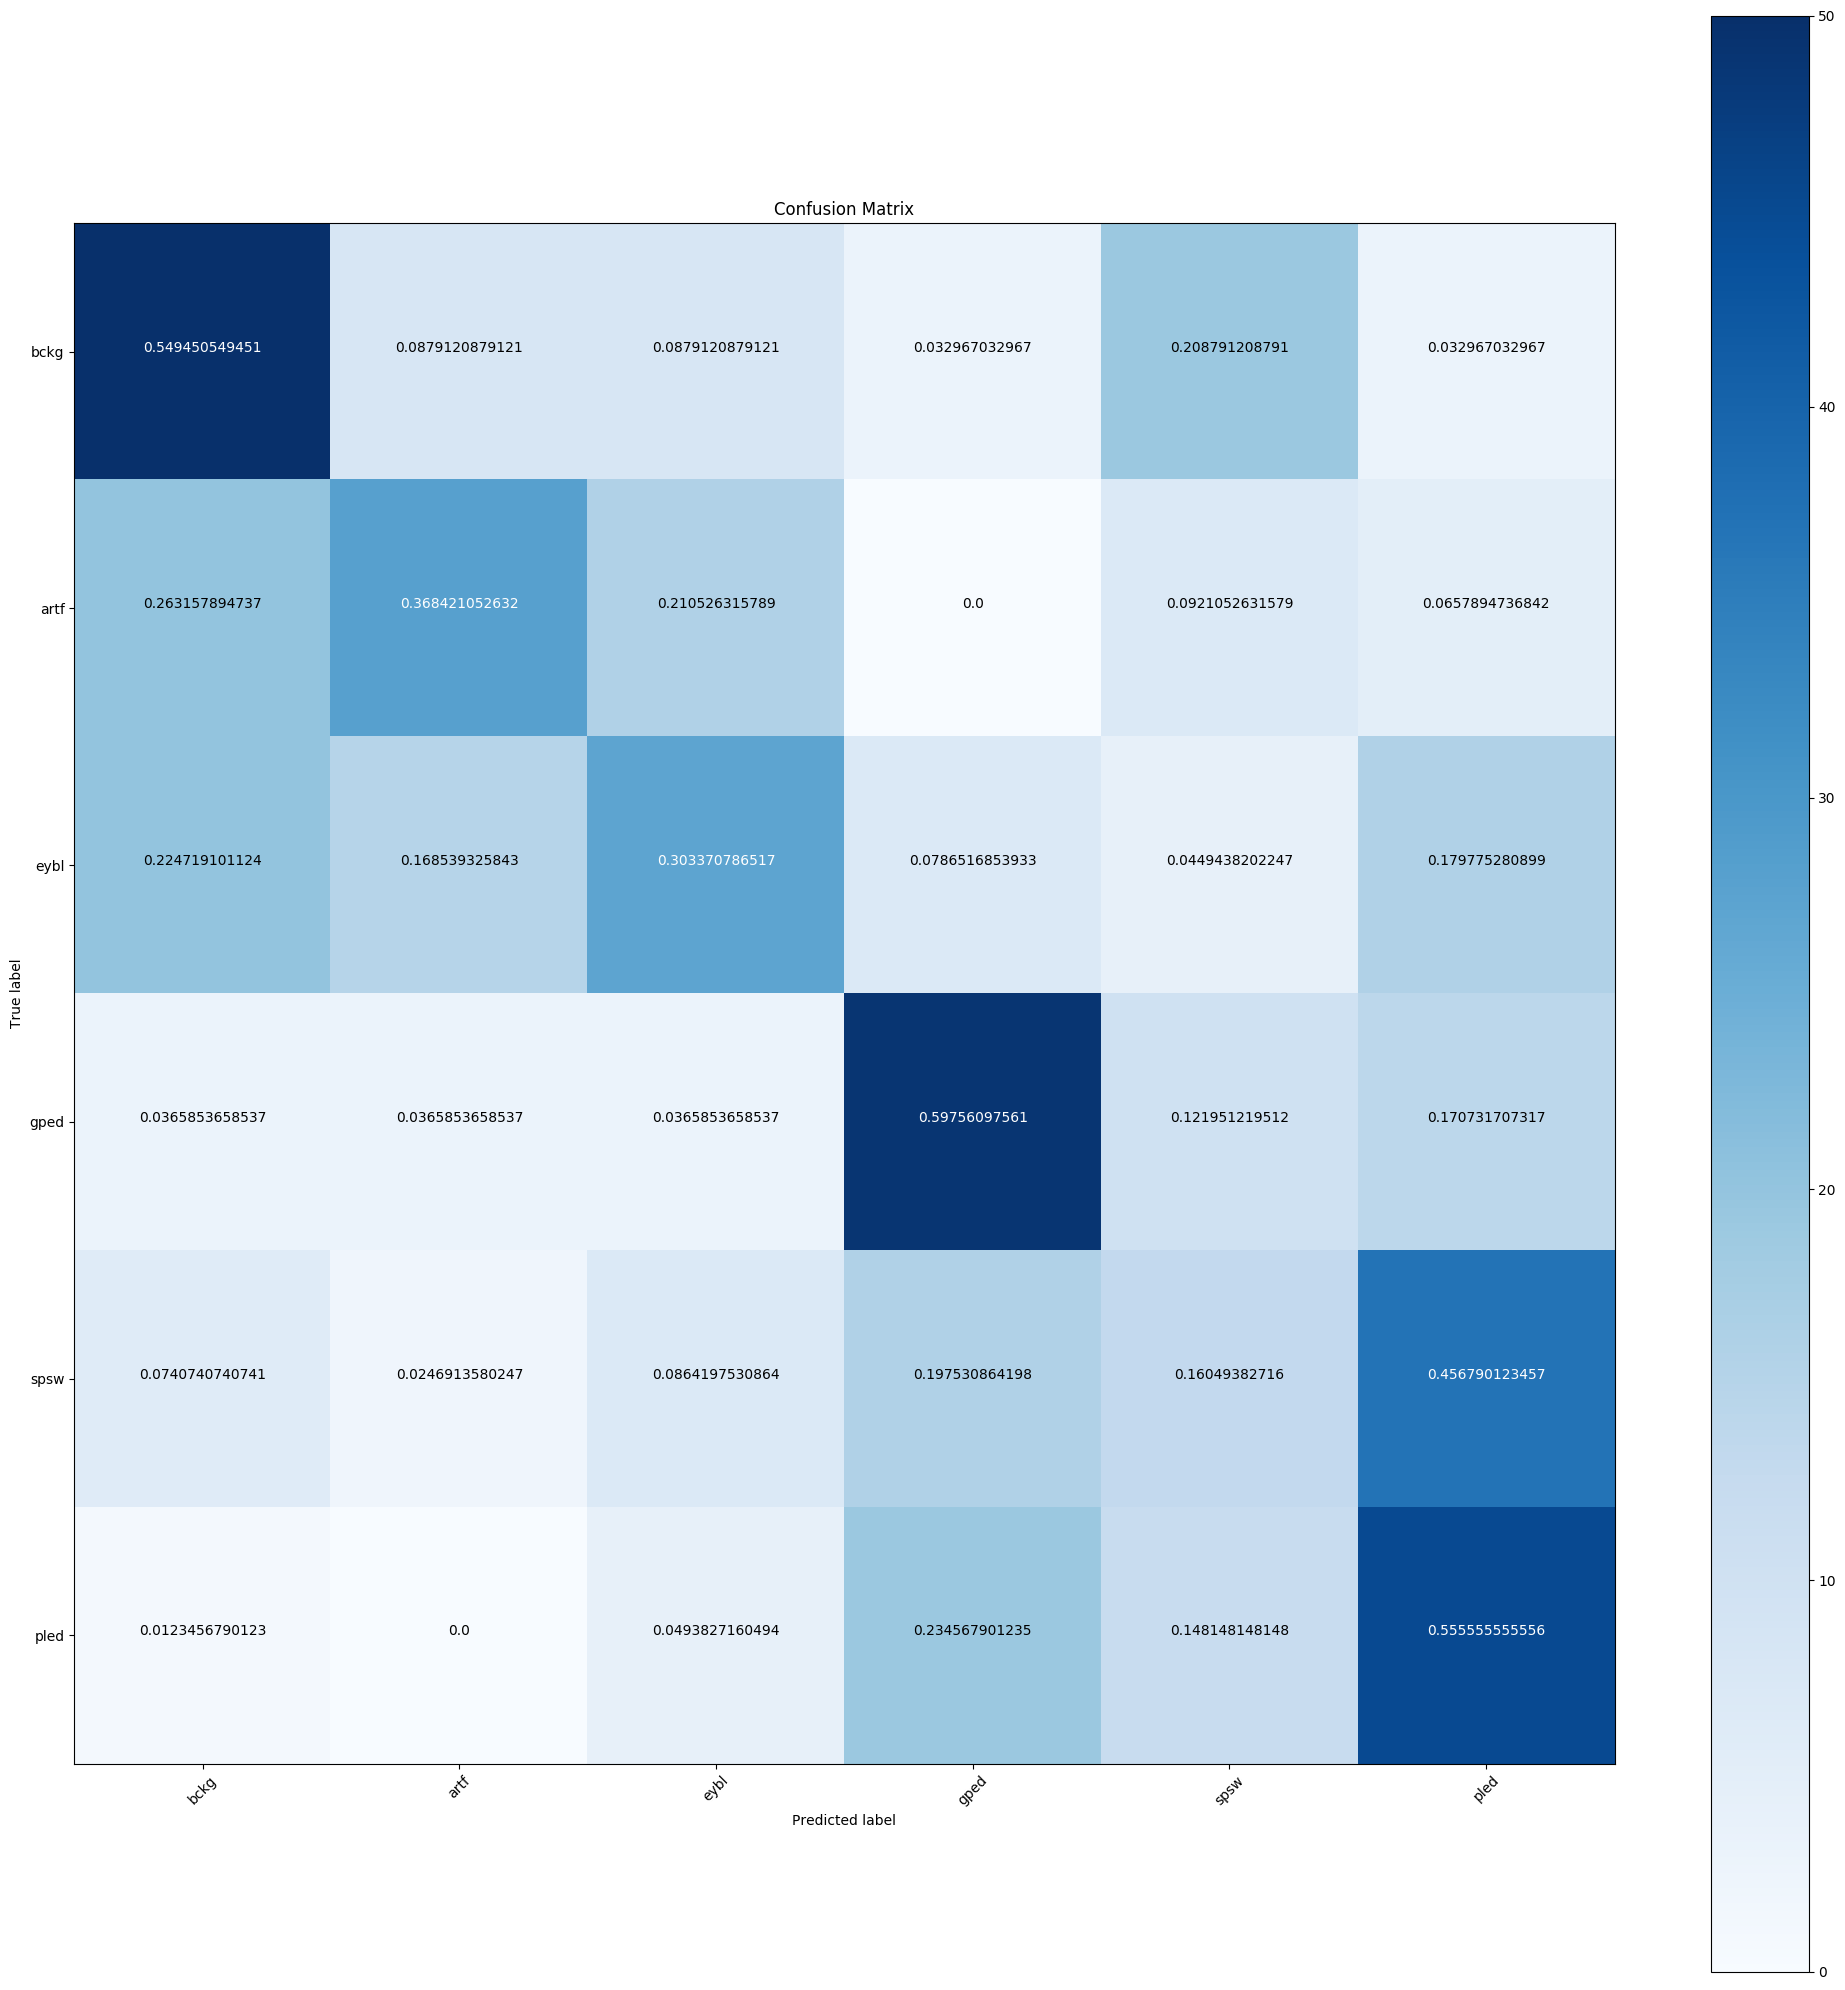 Confusion Matrix
bckg 0.549450549451 0.0879120879121 0.0879120879121 0.032967032967 0.208791208791 0.032967032967
artf 0.263157894737 0.368421052632 0.210526315789 0.0 0.0921052631579 0.0657894736842
eybl 0.224719101124 0.168539325843 0.303370786517 0.0786516853933 0.0449438202247 0.179775280899
gped 0.0365853658537 0.0365853658537 0.0365853658537 0.59756097561 0.121951219512 0.170731707317
spsw 0.0740740740741 0.0246913580247 0.0864197530864 0.197530864198 0.16049382716 0.456790123457
pled 0.0123456790123 0.0 0.0493827160494 0.234567901235 0.148148148148 0.555555555556
bckg artf eybl gped spsw pled
Predicted label
True label
50
40
30
20
10
0